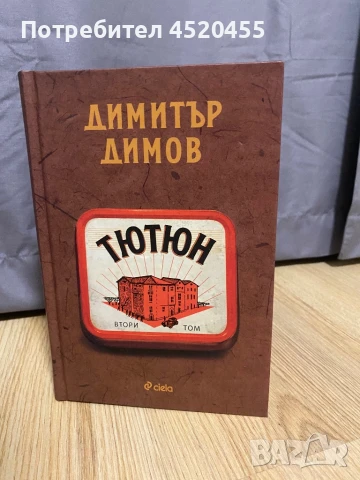 Потребител 4520455
ДИМИТЪР
ДИМОВ
ТЮТЮН
ВТОРИ ТОМ
ciela
BAZAR